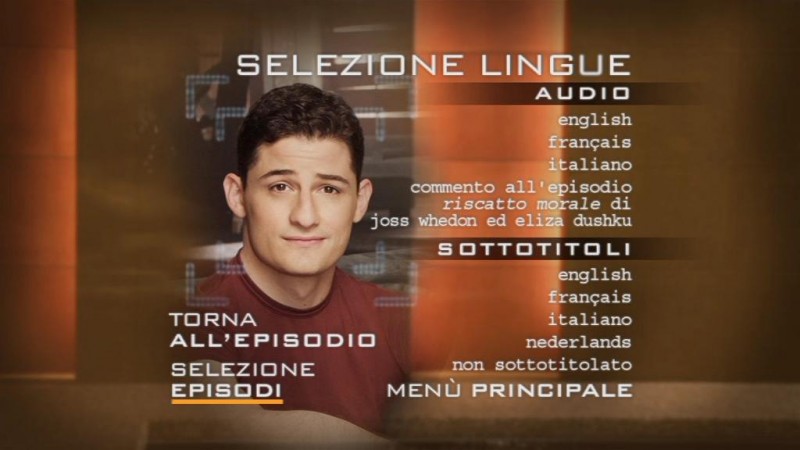 SELEZIONE LINGUE
AUDIO
english
français
italiano
commento all'episodio
riscatto morale di
joss whedon ed eliza dushku
SOTTOTITOLI
english
français
italiano
nederlands
non sottotitolato
TORNA
ALL'EPISODIO
SELEZIONE
EPISODI
MENÙ PRINCIPALE